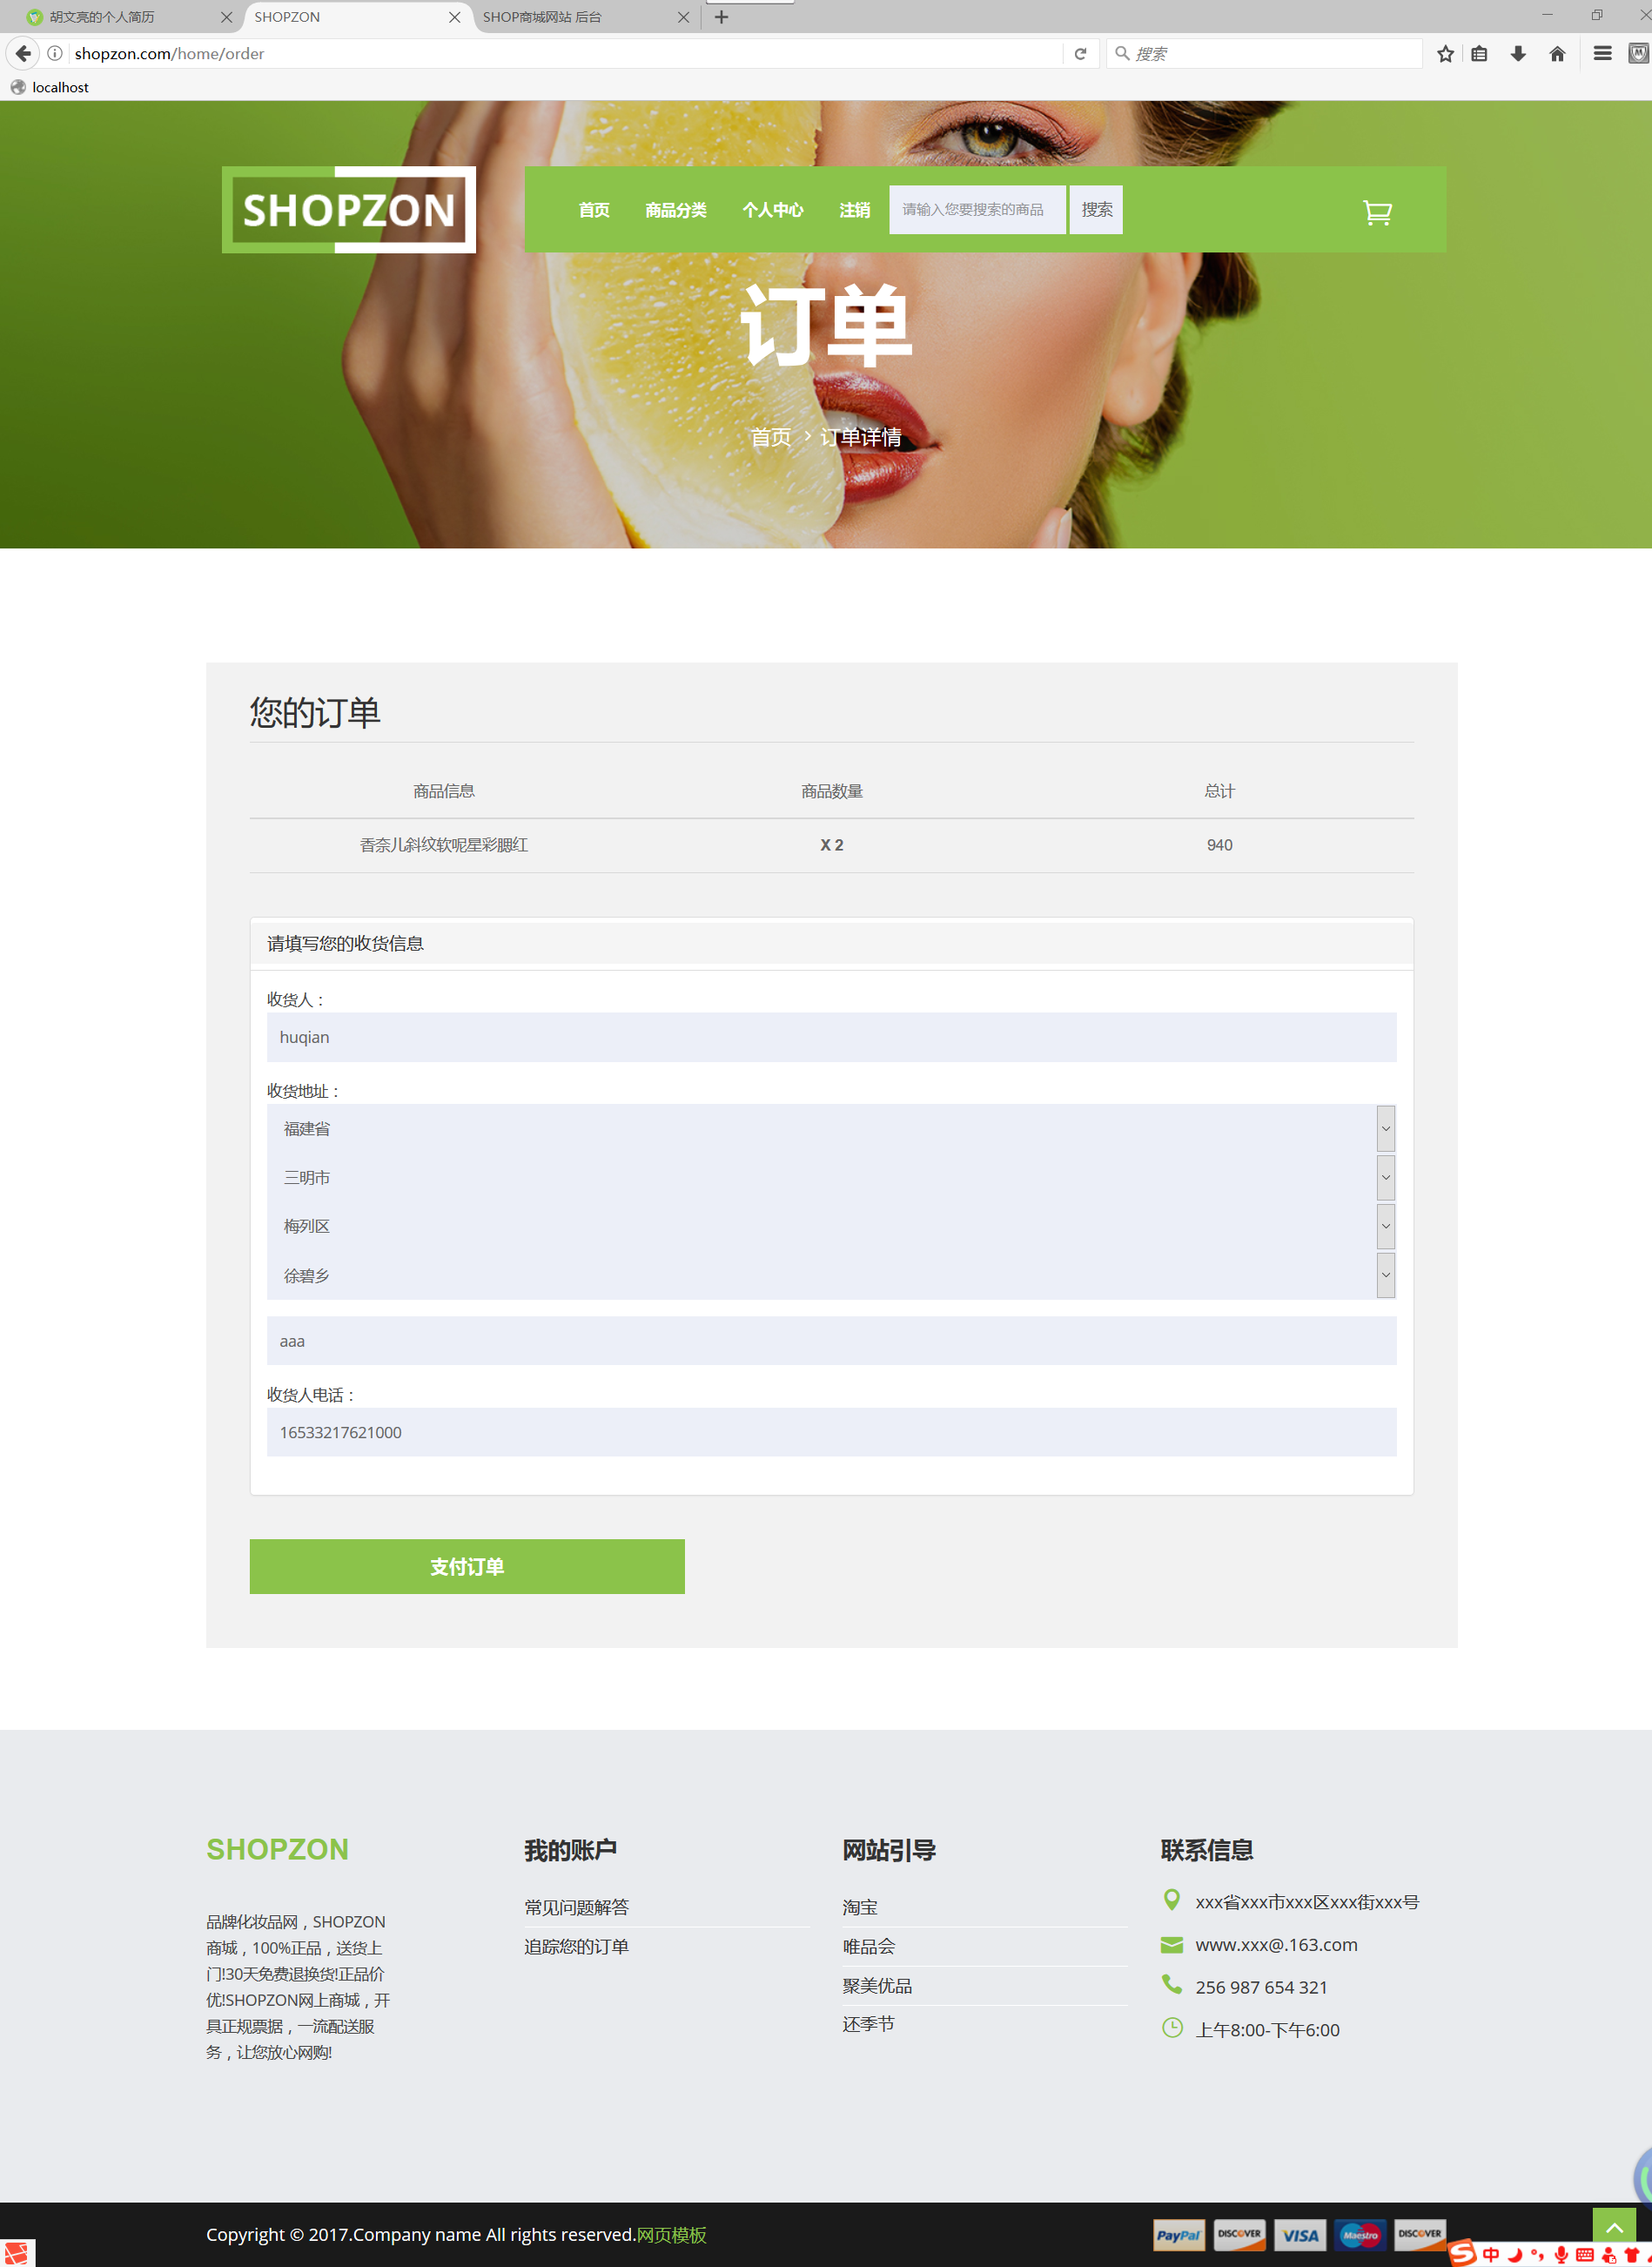 胡文亮的个人简历
SHOPZON
SHOP商城网站 后台
shopzon.com/home/order
搜索
localhost
SHOPZON
首页
商品分类
个人中心
注销
请输入您要搜索的商品
搜索
订单
首页 > 订单详情
您的订单
商品信息
商品数量
总计
香奈儿斜纹软呢星彩腮红
X 2
940
请填写您的收货信息
收货人：
huqian
收货地址：
福建省
三明市
梅列区
徐碧乡
aaa
收货人电话：
16533217621000
支付订单
SHOPZON
品牌化妆品网，SHOPZON
商城，100%正品，送货上
门!30天免费退换货!正品价
优!SHOPZON网上商城，开
具正规票据，一流配送服
务，让您放心网购!
我的账户
常见问题解答
追踪您的订单
网站引导
淘宝
唯品会
聚美优品
还季节
联系信息
xxx省xxx市xxx区xxx街xxx号
www.xxx@.163.com
256 987 654 321
上午8:00-下午6:00
Copyright © 2017.Company name All rights reserved.网页模板
PayPal
DISCOVER
VISA
Maestro
DISCOVER
中